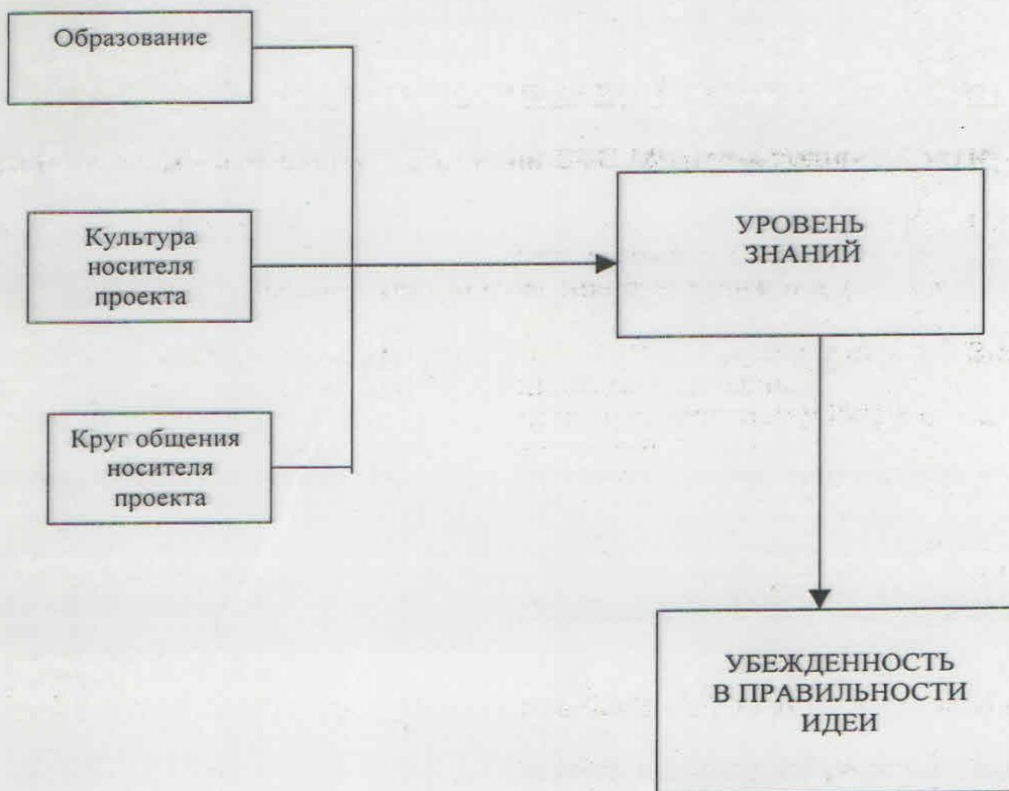 Образование
Культура
носителя
проекта
Круг общения
носителя
проекта
УРОВЕНЬ
ЗНАНИЙ
УБЕЖДЕННОСТЬ
В ПРАВИЛЬНОСТИ
ИДЕИ